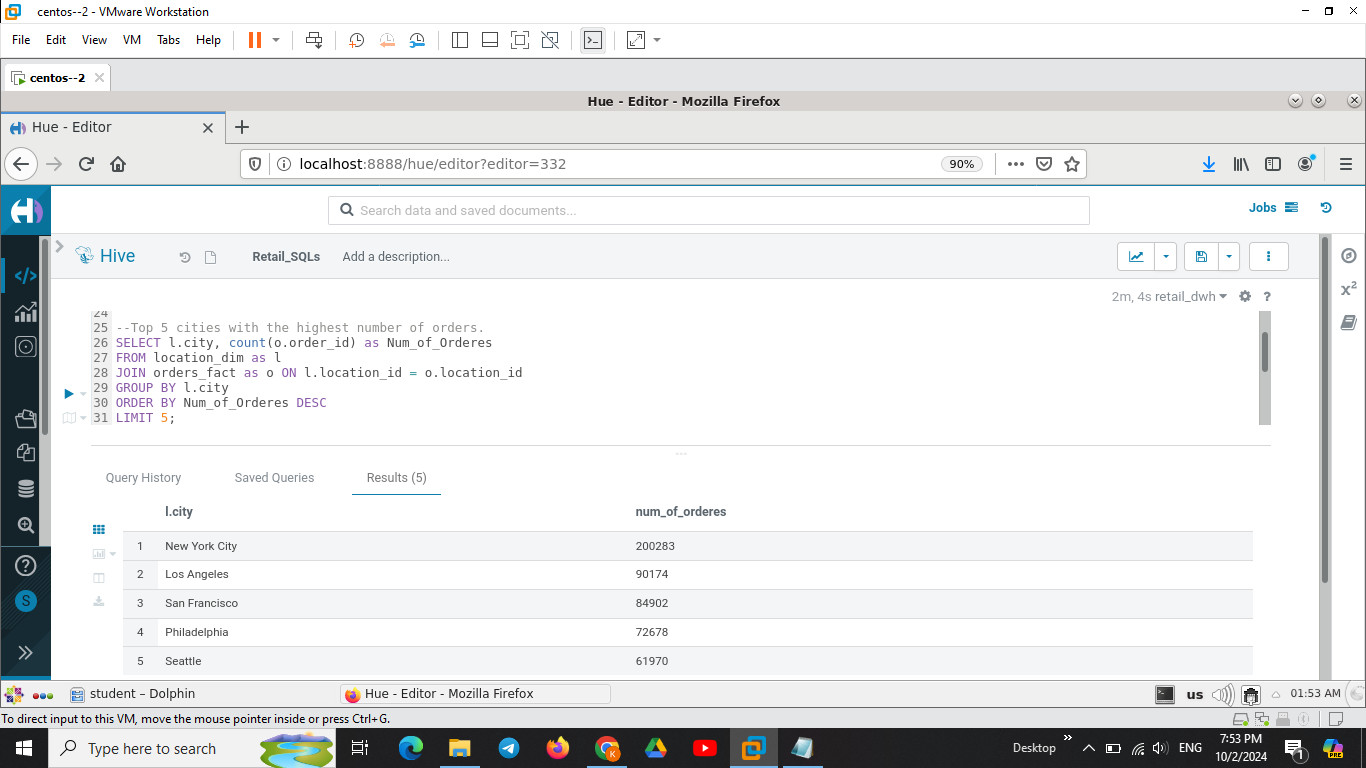 centos--2 - VMware Workstation
File Edit View VM Tabs Help
centos--2
Hue - Editor - Mozilla Firefox
Hue - Editor
localhost:8888/hue/editor?editor=332
90%
Search data and saved documents...
Jobs
Hive
Retail_SQLs
Add a description...
2m, 4s retail_dwh
?
24
25 --Top 5 cities with the highest number of orders.
26 SELECT l.city, count(o.order_id) as Num_of_Orderes
27 FROM location_dim as l
28 JOIN orders_fact as o ON l.location_id = o.location_id
29 GROUP BY l.city
30 ORDER BY Num_of_Orderes DESC
31 LIMIT 5;
Query History Saved Queries Results (5)
l.city num_of_orderes
1 New York City 200283
2 Los Angeles 90174
3 San Francisco 84902
4 Philadelphia 72678
5 Seattle 61970
S
x²
student – Dolphin
Hue - Editor - Mozilla Firefox
us
01:53 AM
To direct input to this VM, move the mouse pointer inside or press Ctrl+G.
Type here to search
Desktop
ENG
7:53 PM
10/2/2024
1
PRE